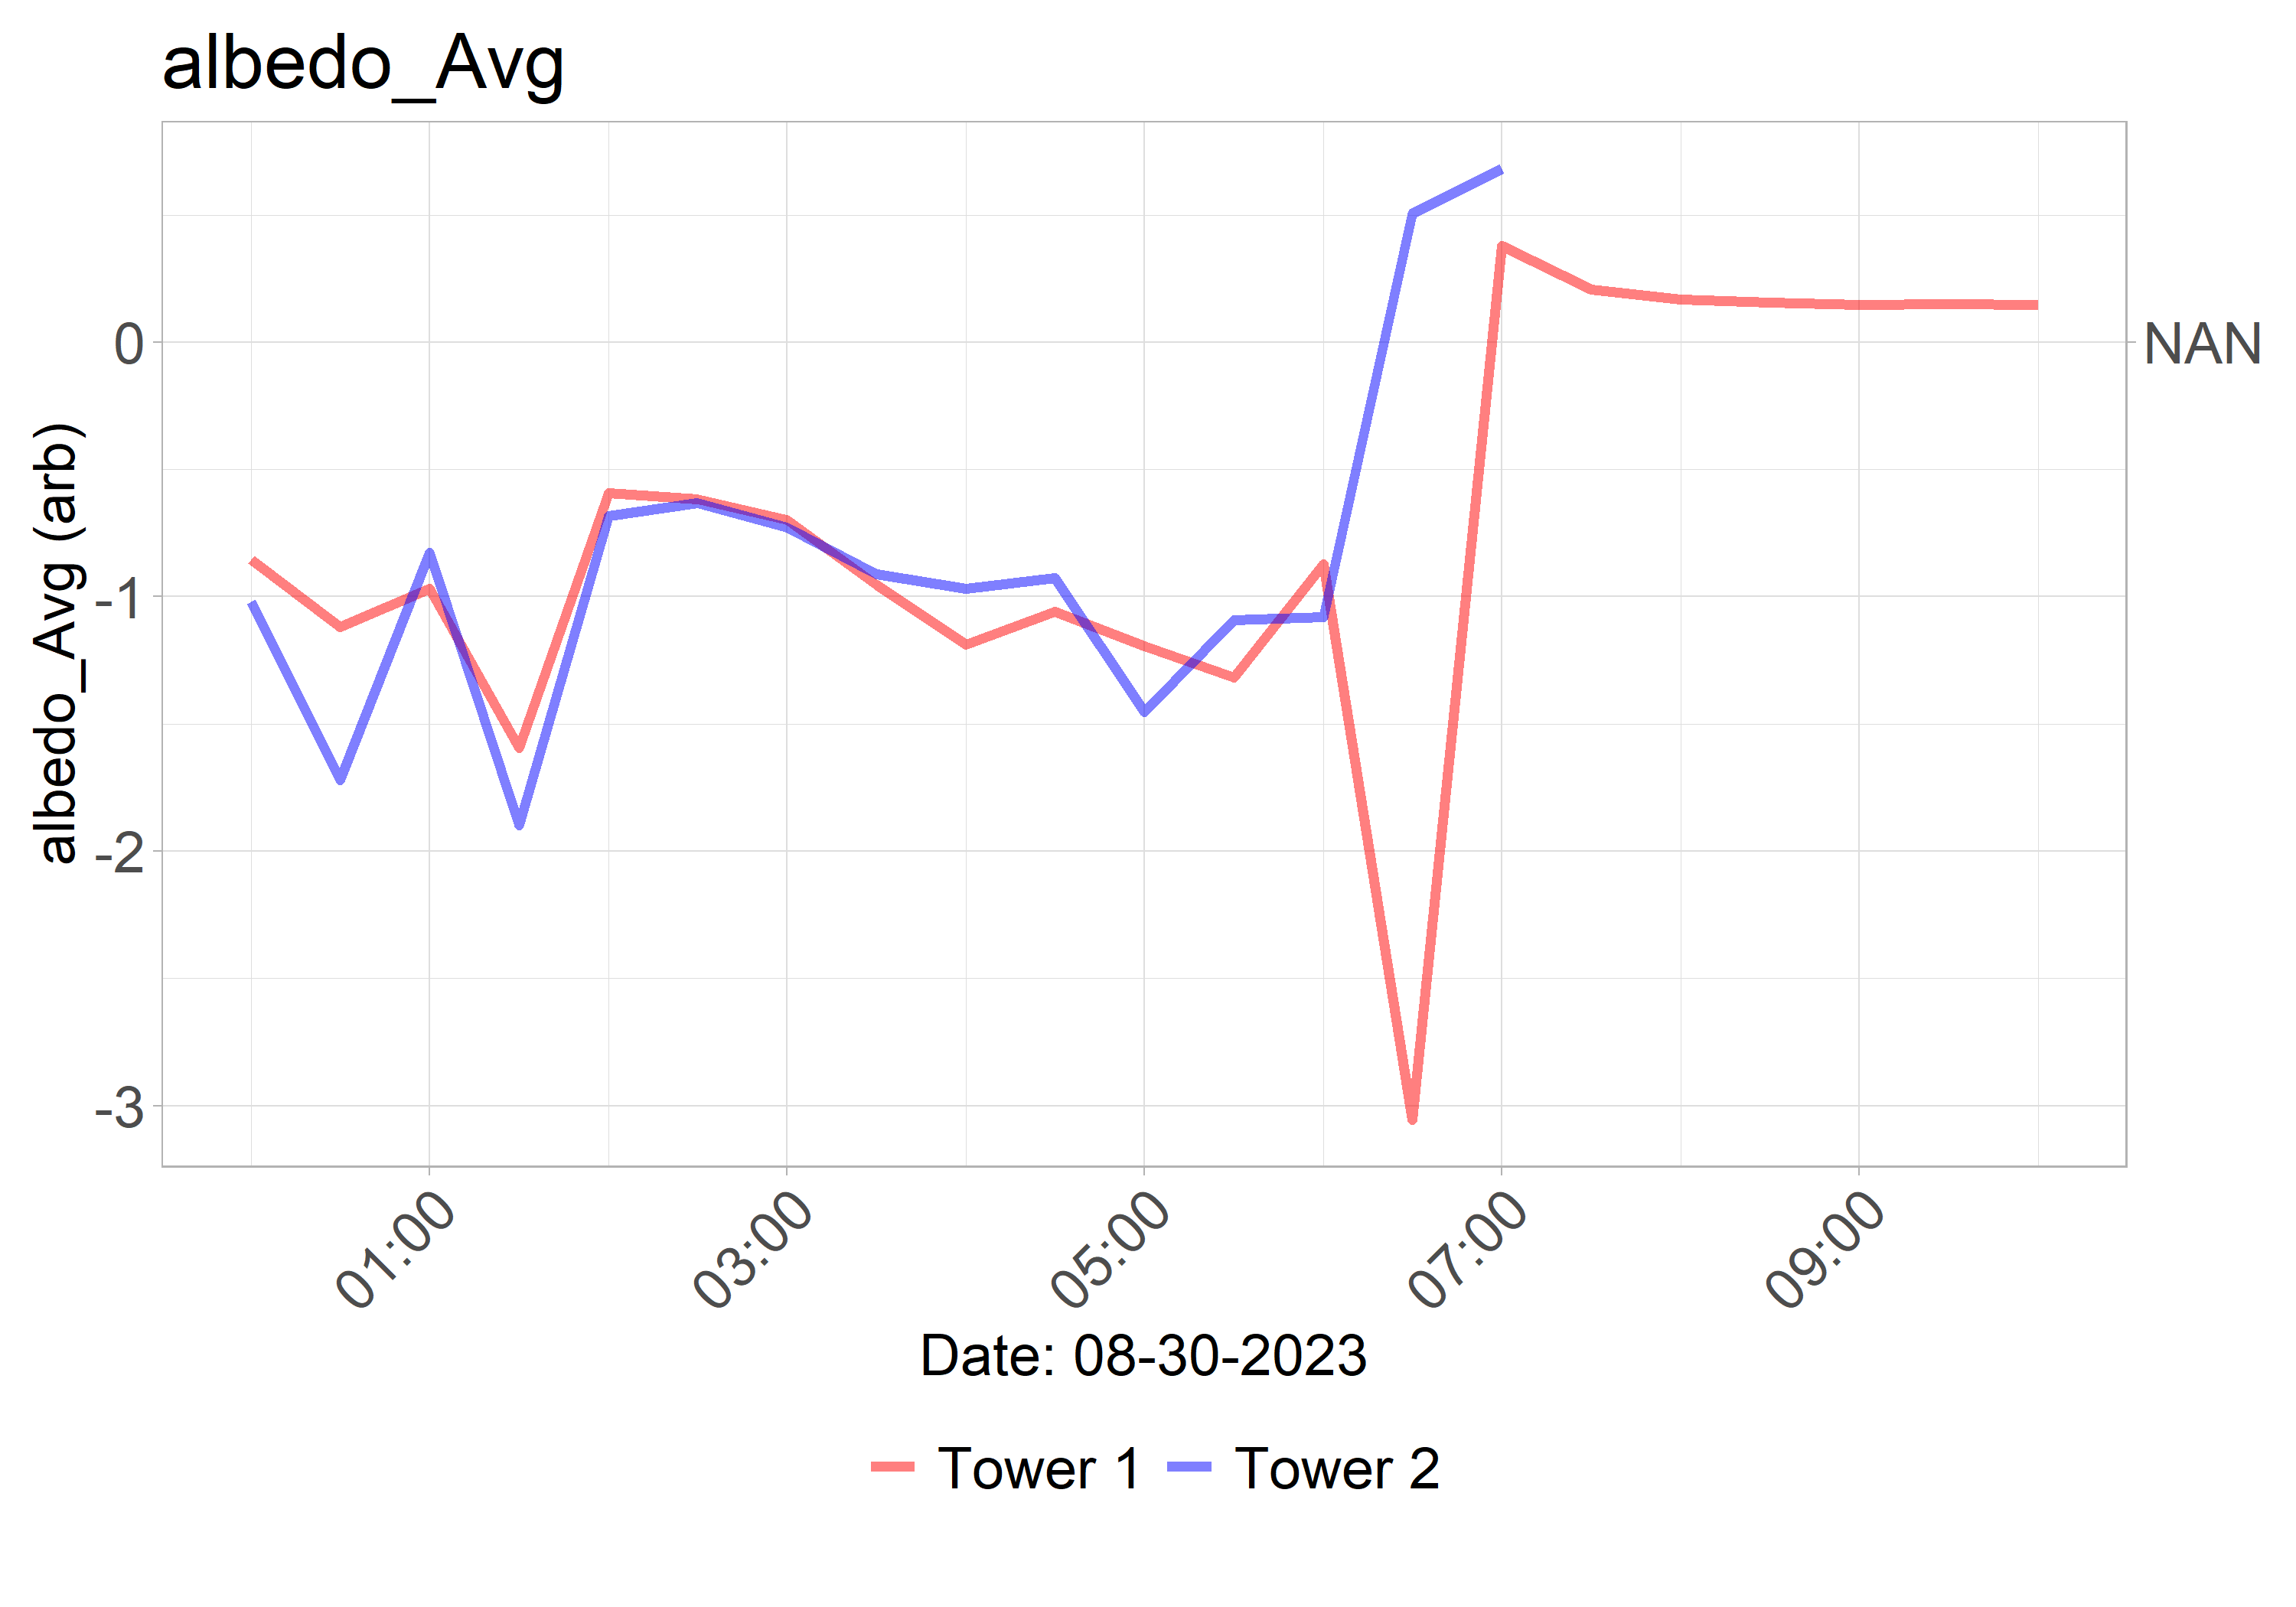 albedo_Avg
albedo_Avg (arb)
0
-1
-2
-3
NAN
01:00
03:00
05:00
07:00
09:00
Date: 08-30-2023
Tower 1
Tower 2